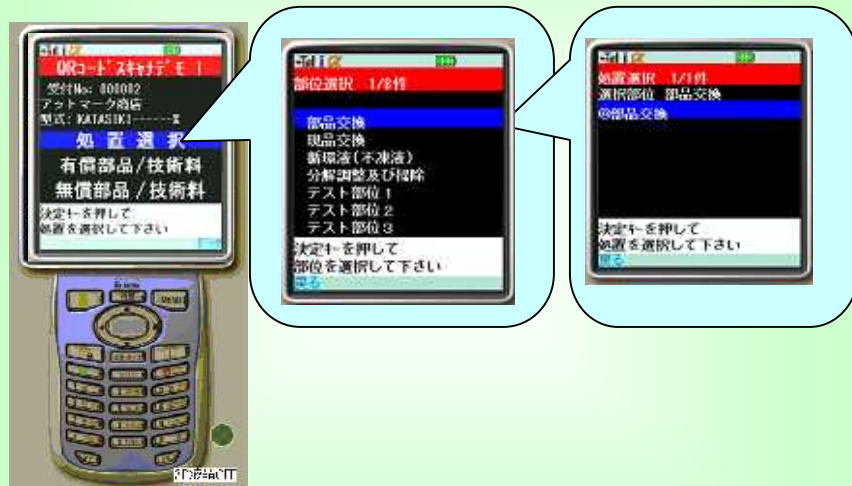 QRコードスキャナデモ 1
受付No: 000002
アットマーク商店
型式: KATASIKI------X
処 置 選 択
有償部品/技術料
無償部品/技術料
決定キーを押して
処置を選択して下さい
部位選択 1/8件
部品交換
現品交換
循環液(不凍液)
分解調整及び掃除
テスト部位1
テスト部位2
テスト部位3
決定キーを押して
部位を選択して下さい
戻る
処置選択 1/1件
選択部位 部品交換
@部品交換
決定キーを押して
処置を選択して下さい
戻る